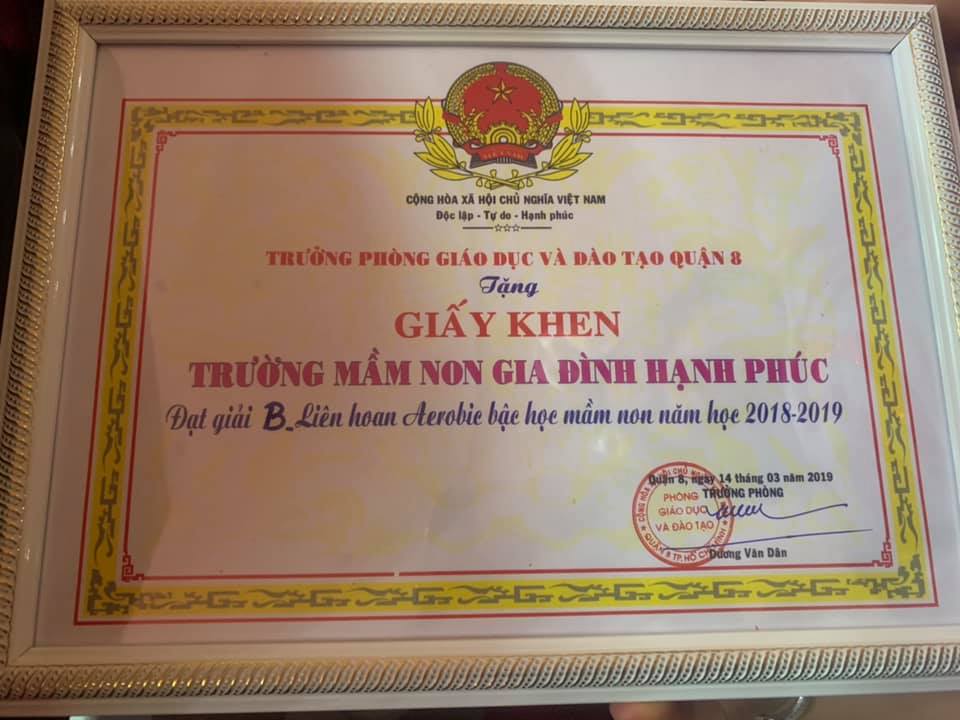 VIỆT NAM
CỘNG HÒA XÃ HỘI CHỦ NGHĨA VIỆT NAM
Độc lập - Tự do - Hạnh phúc
TRƯỞNG PHÒNG GIÁO DỤC VÀ ĐÀO TẠO QUẬN 8
Tặng
GIẤY KHEN
TRƯỜNG MẦM NON GIA ĐÌNH HẠNH PHÚC
Đạt giải B_Liên hoan Aerobic bậc học mầm non năm học 2018-2019
Quận 8, ngày 14 tháng 03 năm 2019
TRƯỞNG PHÒNG
PHÒNG
GIÁO DỤC
VÀ ĐÀO TẠO
Dương Văn Dân